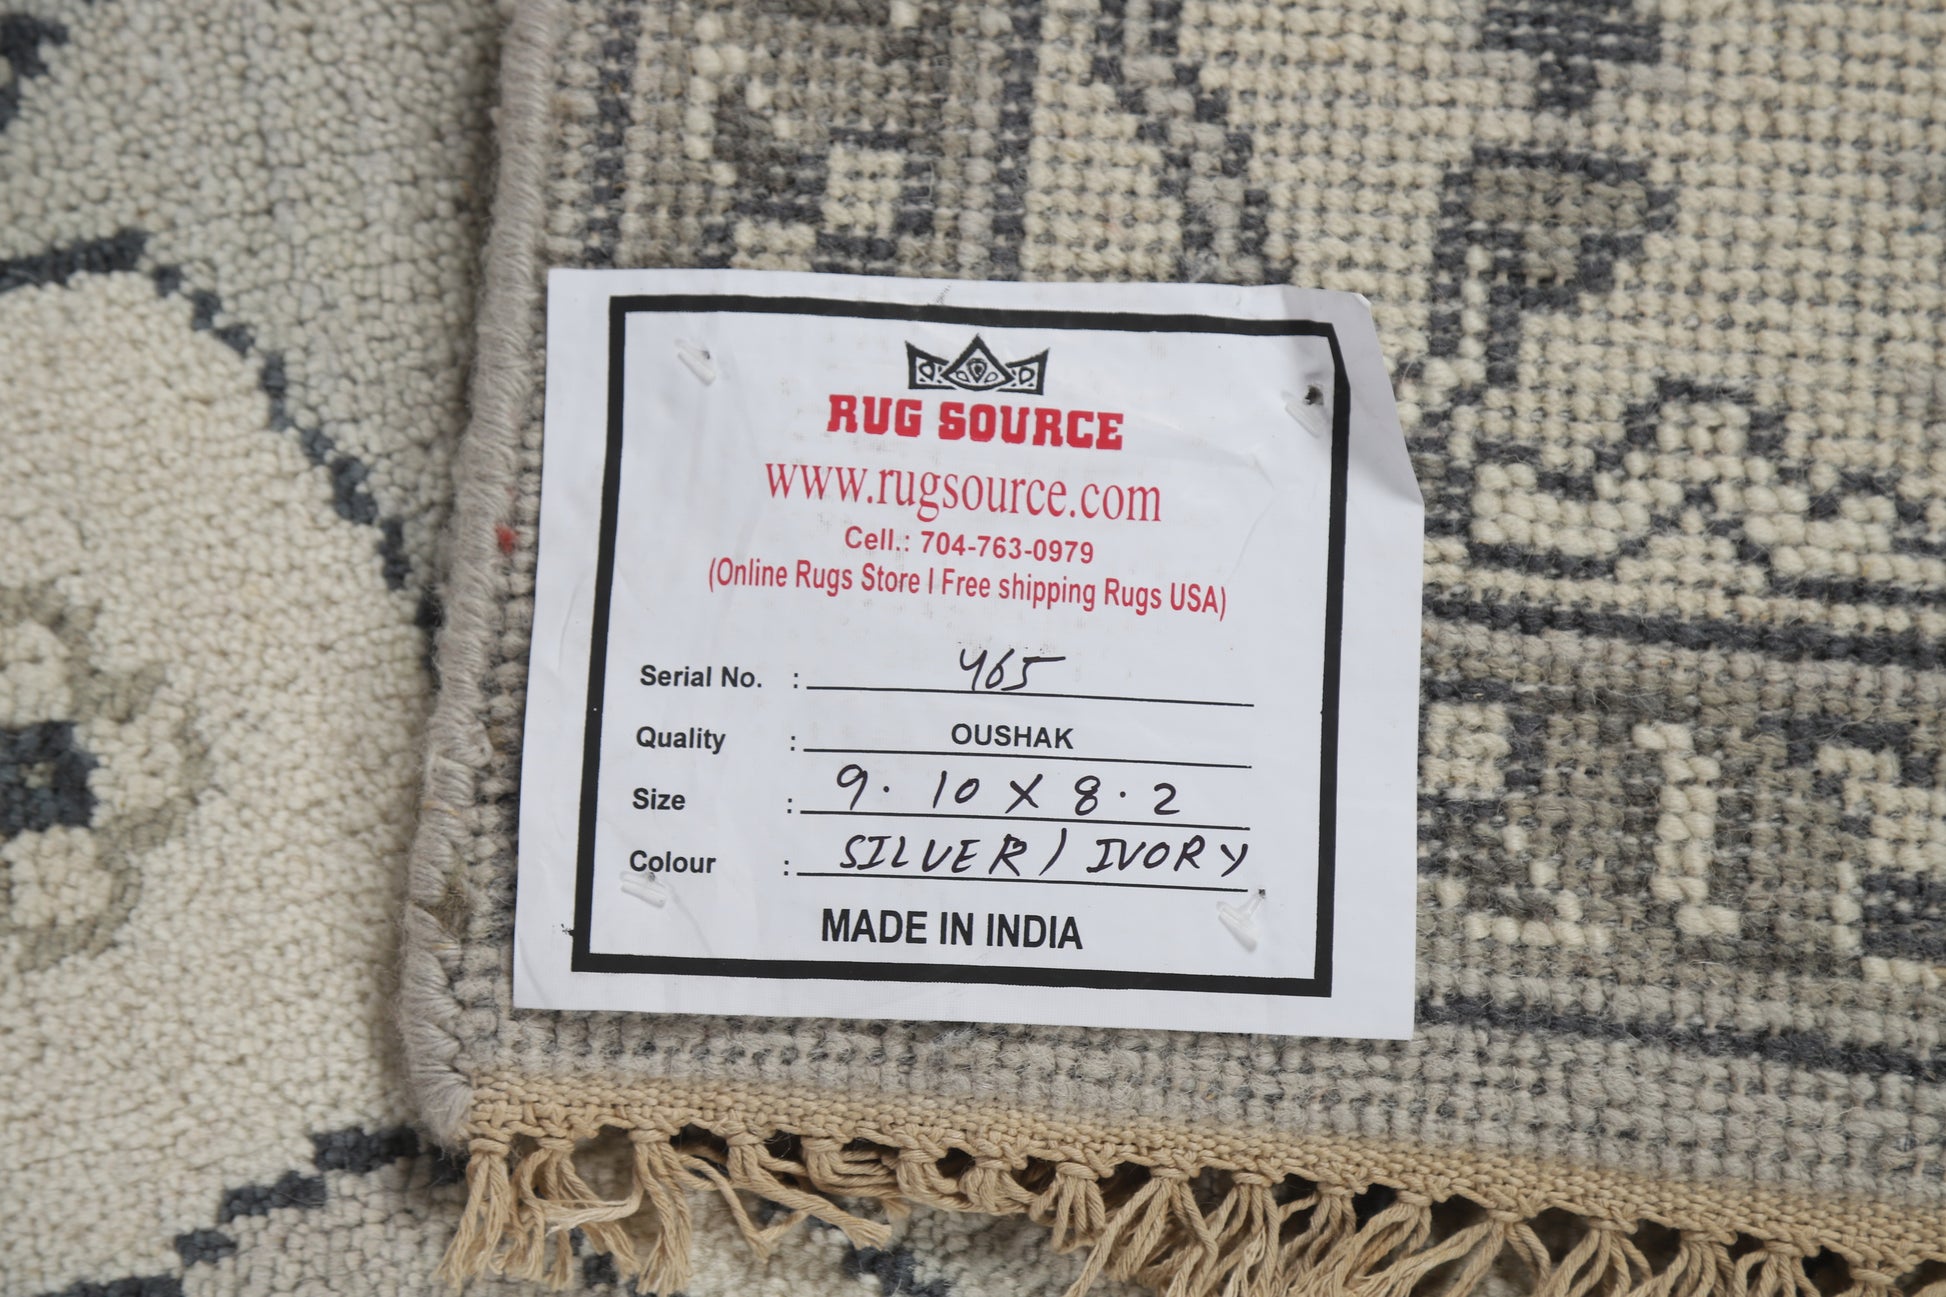 RUG SOURCE
www.rugsource.com
Cell.: 704-763-0979
(Online Rugs Store I Free shipping Rugs USA)
Serial No. : 465
Quality : OUSHAK
Size : 9.10 X 8.2
Colour : SILVER / IVORY
MADE IN INDIA